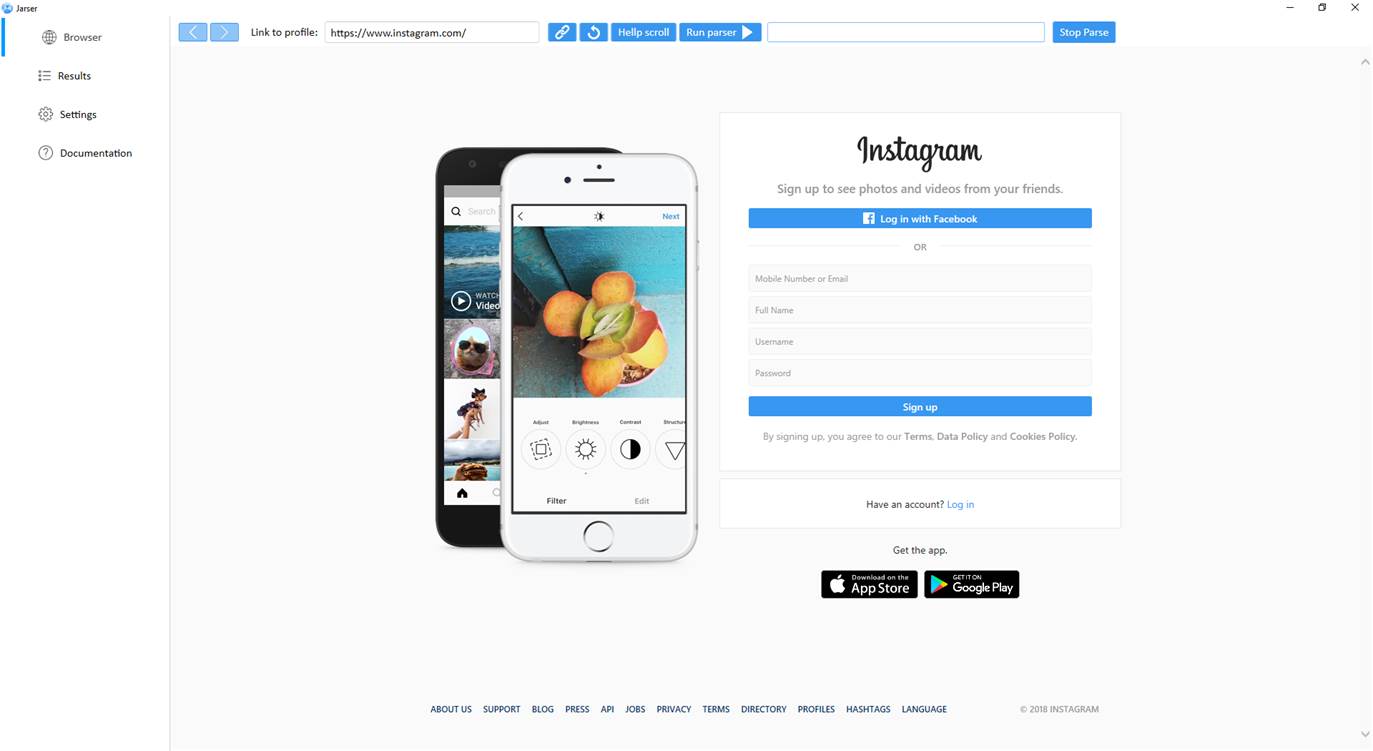 Jarser
Browser
Results
Settings
Documentation
Link to profile: https://www.instagram.com/ Hellp scroll Run parser Stop Parse
Search
WATCH
Video
Next
Adjust Brightness Contrast Structure
Filter Edit
Instagram
Sign up to see photos and videos from your friends.
Log in with Facebook
OR
Mobile Number or Email
Full Name
Username
Password
Sign up
By signing up, you agree to our Terms, Data Policy and Cookies Policy.
Have an account? Log in
Get the app.
Download on the
App Store
GET IT ON
Google Play
ABOUT US SUPPORT BLOG PRESS API JOBS PRIVACY TERMS DIRECTORY PROFILES HASHTAGS LANGUAGE © 2018 INSTAGRAM